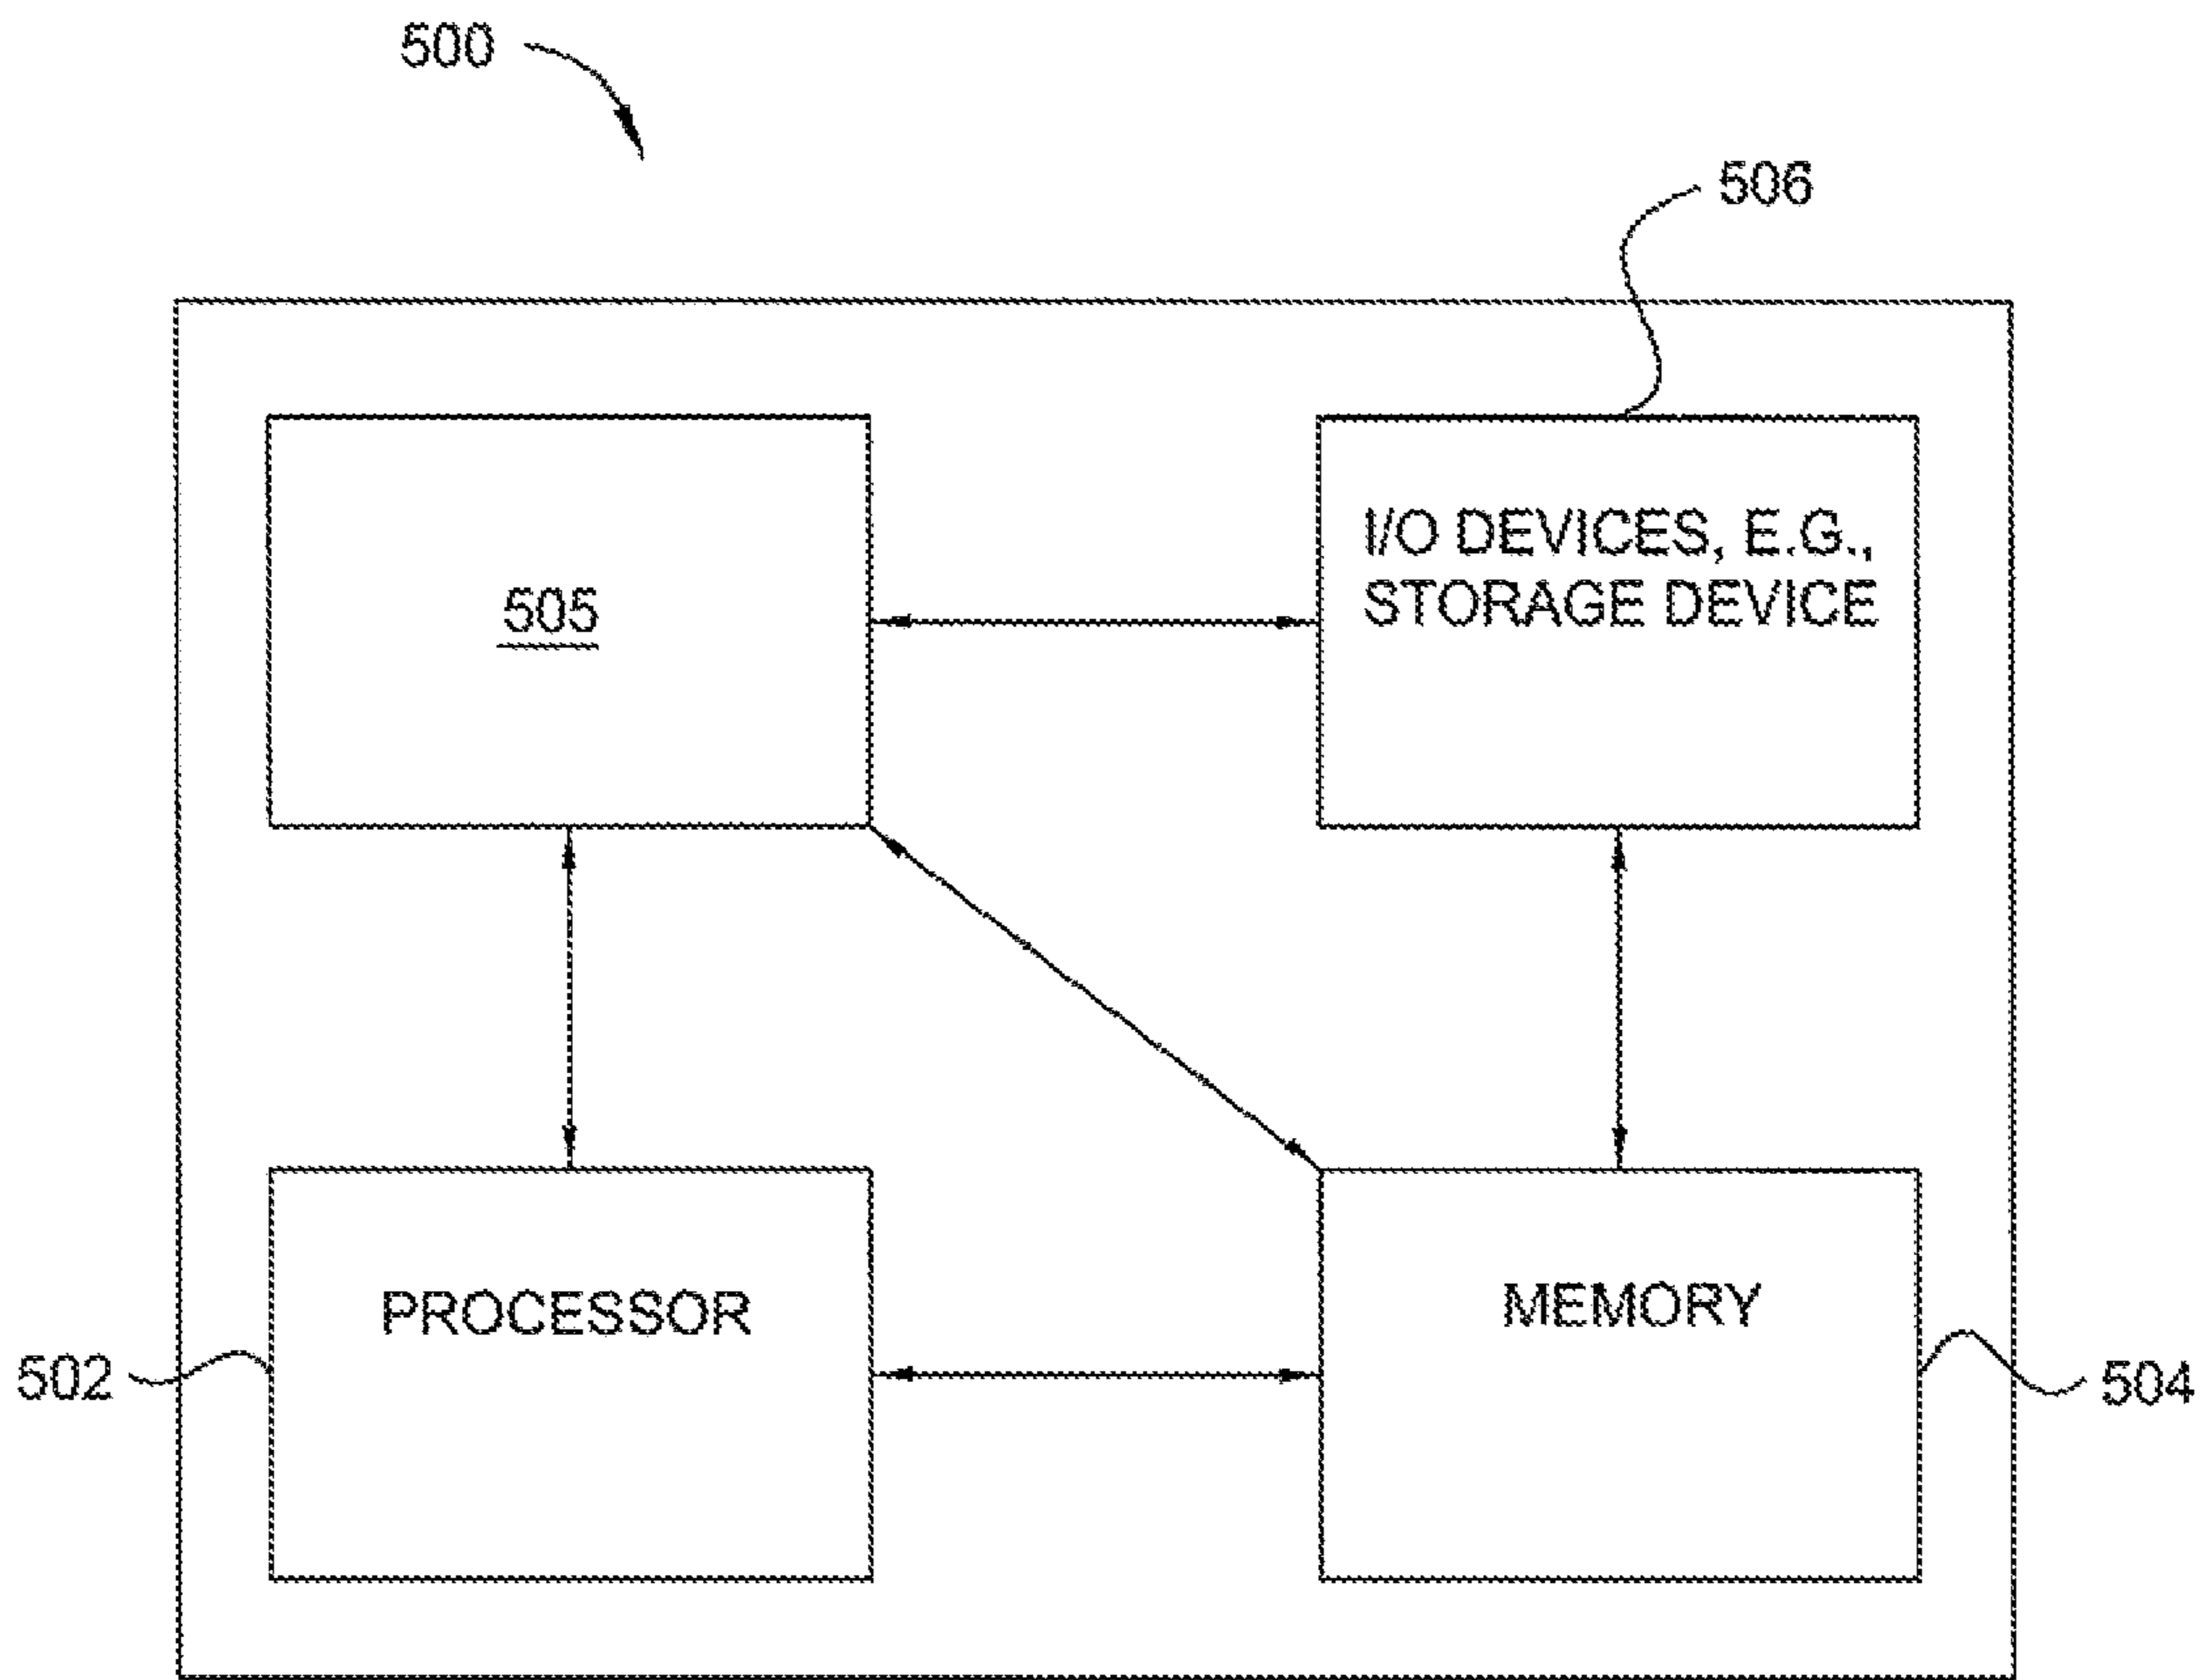 500
506
I/O DEVICES, E.G.,
STORAGE DEVICE
505
PROCESSOR
MEMORY
502
504